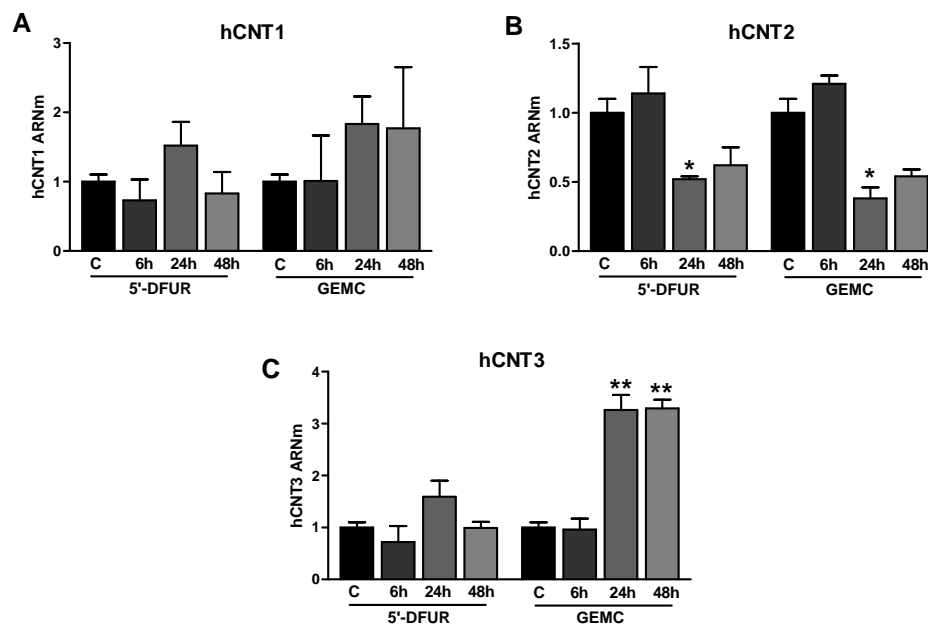 A
hCNT1
hCNT1 ARNm
3
2
1
0
C 6h 24h 48h C 6h 24h 48h
5'-DFUR GEMC
B
hCNT2
hCNT2 ARNm
1.5
1.0
0.5
0.0
* *
C 6h 24h 48h C 6h 24h 48h
5'-DFUR GEMC
C
hCNT3
hCNT3 ARNm
4
3
2
1
0
** **
C 6h 24h 48h C 6h 24h 48h
5'-DFUR GEMC